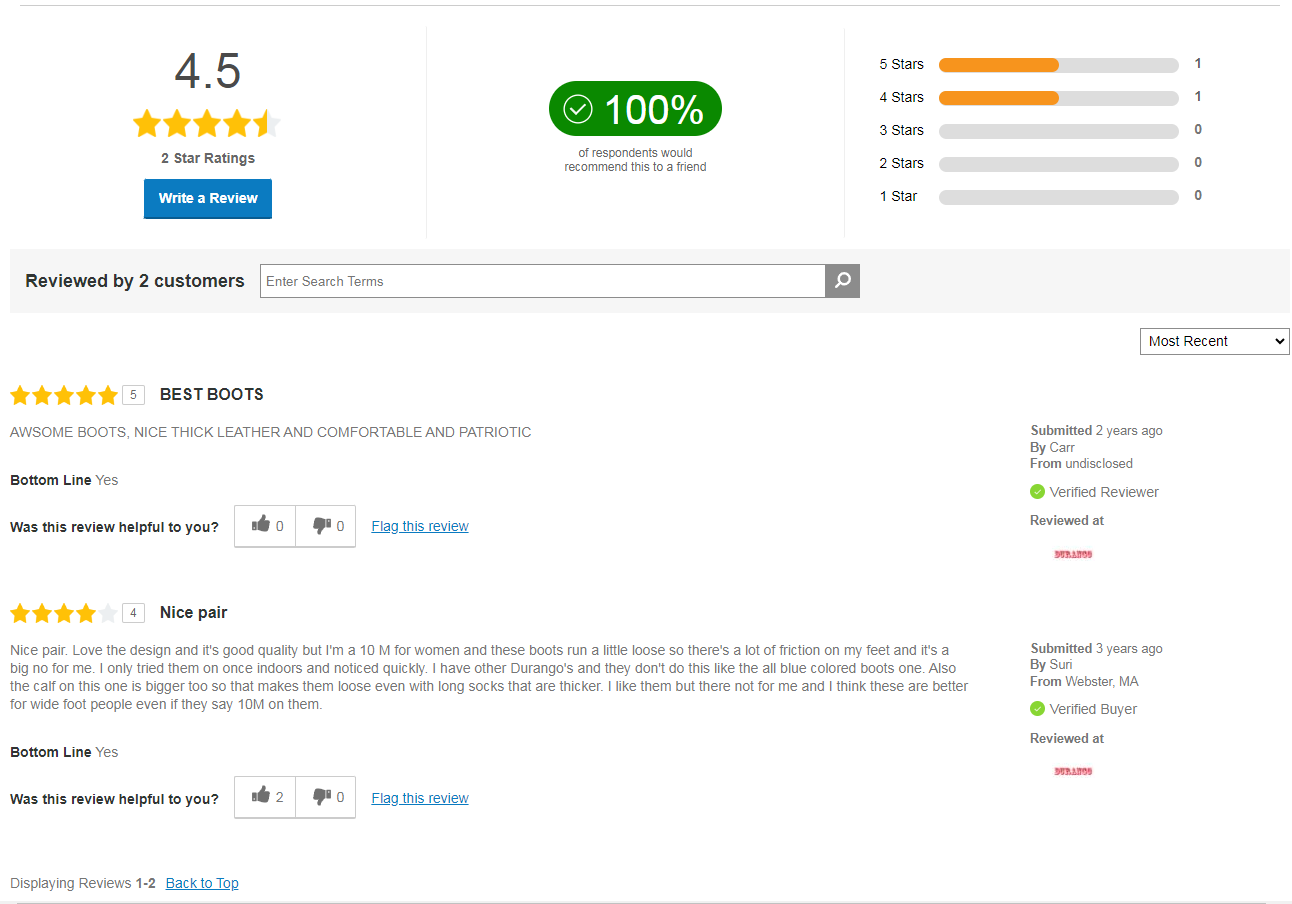 4.5
2 Star Ratings
Write a Review
100%
of respondents would
recommend this to a friend
5 Stars 1
4 Stars 1
3 Stars 0
2 Stars 0
1 Star 0
Reviewed by 2 customers
Enter Search Terms
Most Recent
5 BEST BOOTS
AWSOME BOOTS, NICE THICK LEATHER AND COMFORTABLE AND PATRIOTIC
Bottom Line Yes
Was this review helpful to you? 0 0 Flag this review
Submitted 2 years ago
By Carr
From undisclosed
Verified Reviewer
Reviewed at
DURANGO
4 Nice pair
Nice pair. Love the design and it's good quality but I'm a 10 M for women and these boots run a little loose so there's a lot of friction on my feet and it's a
big no for me. I only tried them on once indoors and noticed quickly. I have other Durango's and they don't do this like the all blue colored boots one. Also
the calf on this one is bigger too so that makes them loose even with long socks that are thicker. I like them but there not for me and I think these are better
for wide foot people even if they say 10M on them.
Bottom Line Yes
Was this review helpful to you? 2 0 Flag this review
Submitted 3 years ago
By Suri
From Webster, MA
Verified Buyer
Reviewed at
DURANGO
Displaying Reviews 1-2 Back to Top